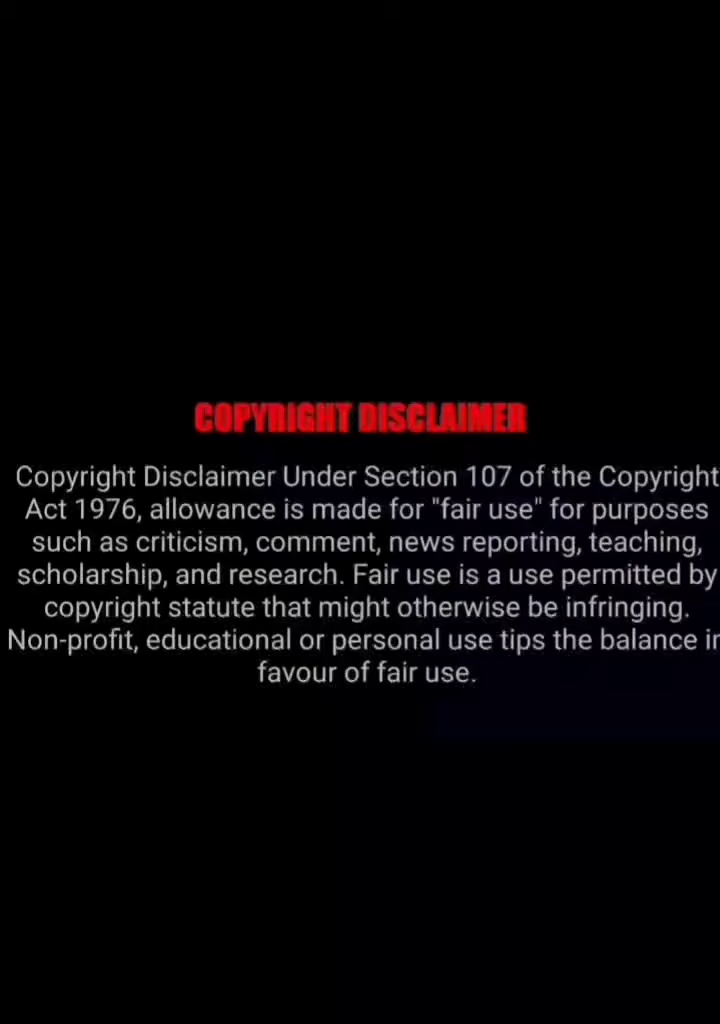 COPYRIGHT DISCLAIMER
Copyright Disclaimer Under Section 107 of the Copyright
Act 1976, allowance is made for "fair use" for purposes
such as criticism, comment, news reporting, teaching,
scholarship, and research. Fair use is a use permitted by
copyright statute that might otherwise be infringing.
Non-profit, educational or personal use tips the balance in
favour of fair use.